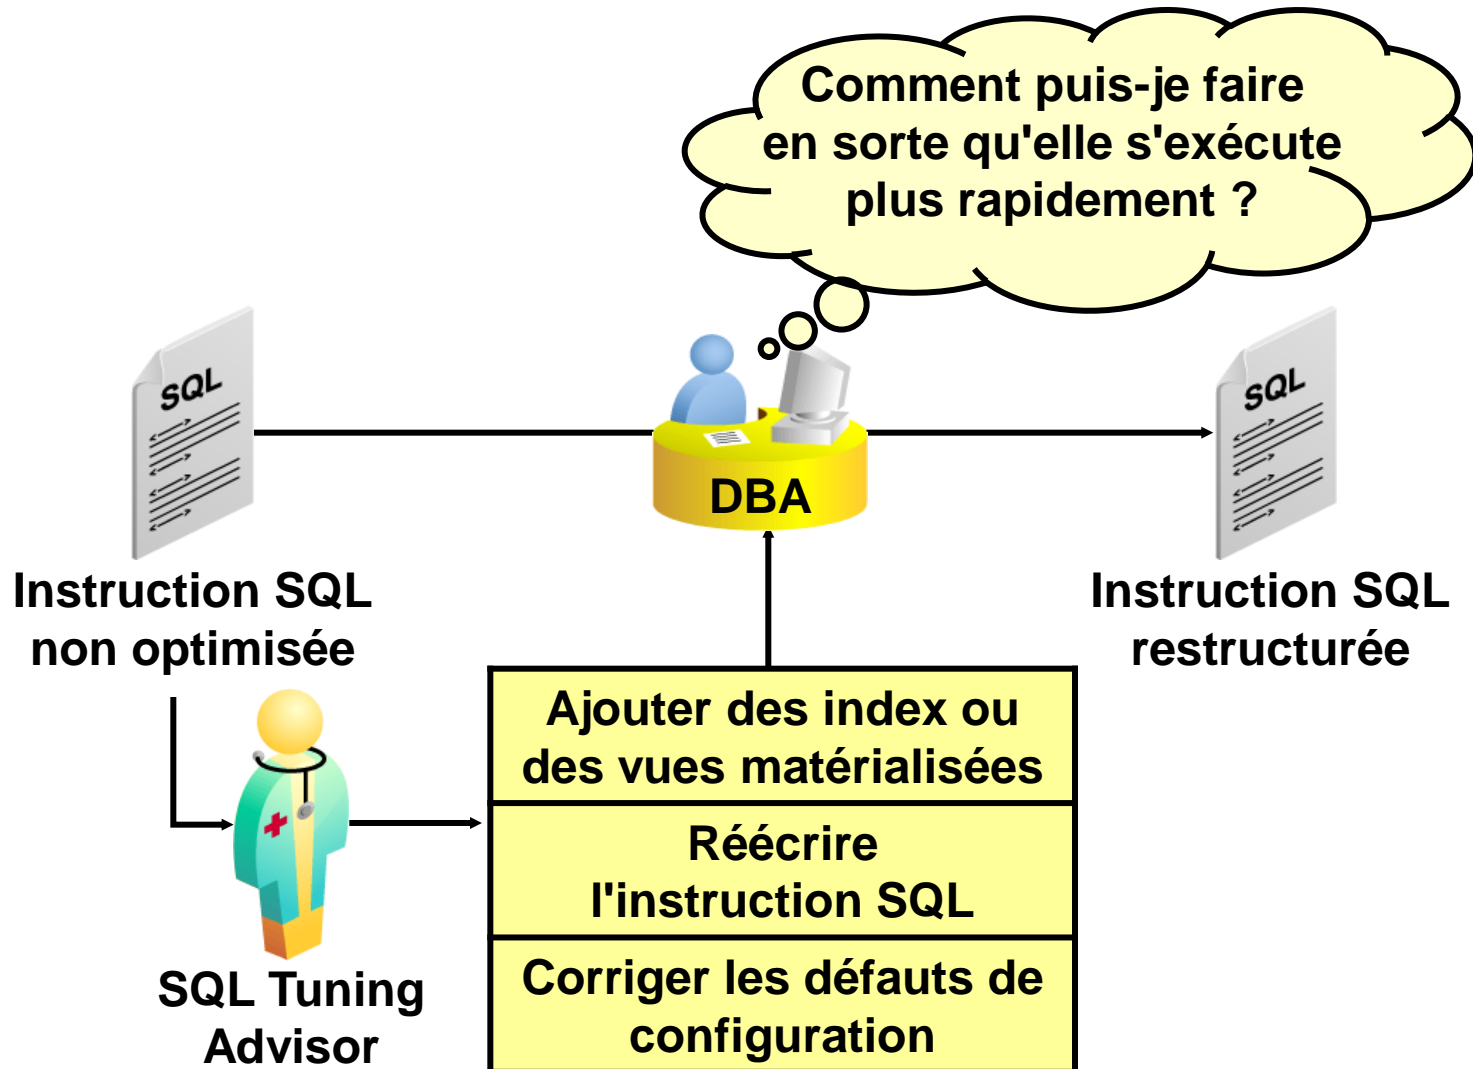 Comment puis-je faire
en sorte qu'elle s'exécute
plus rapidement ?
SQL
SQL
DBA
Instruction SQL
non optimisée
Instruction SQL
restructurée
Ajouter des index ou
des vues matérialisées
Réécrire
l'instruction SQL
Corriger les défauts de
configuration
SQL Tuning
Advisor